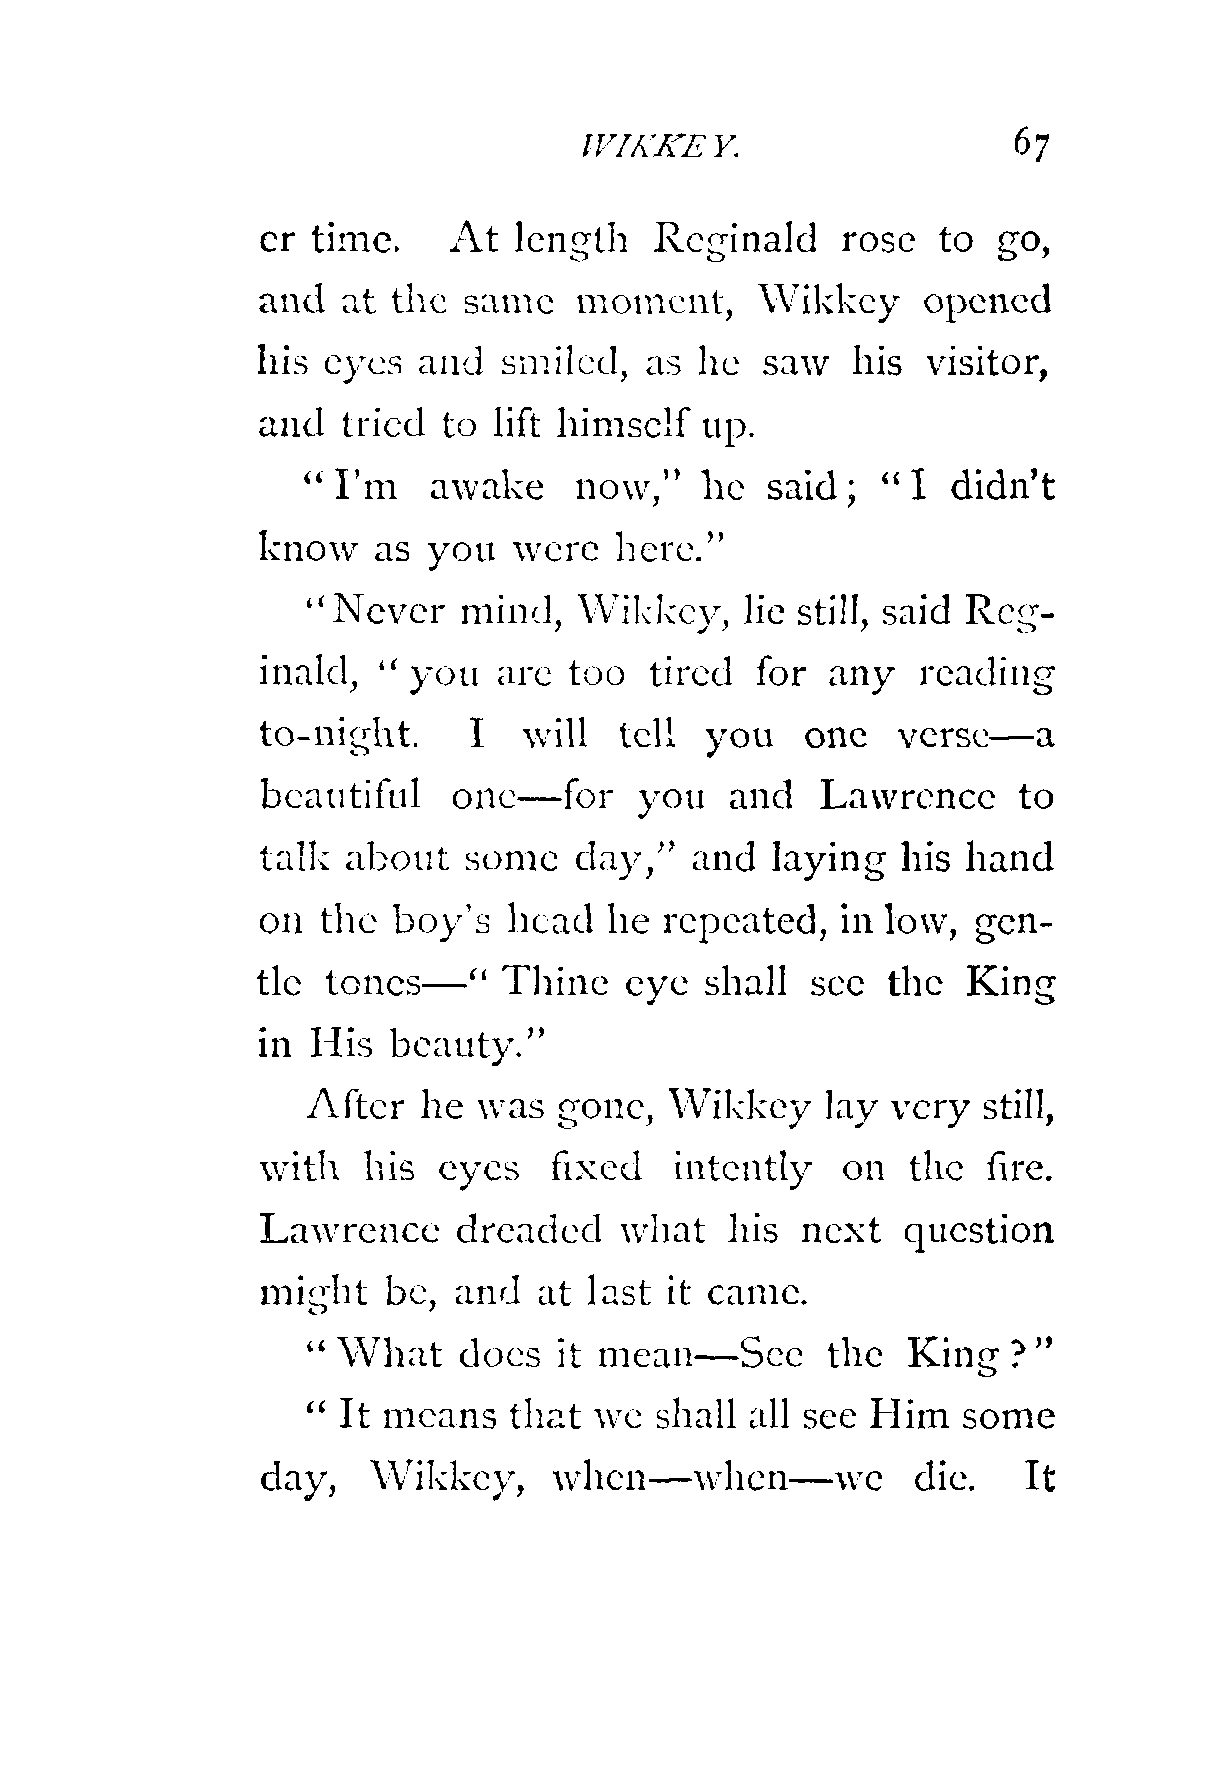 WIKKEY. 67
er time. At length Reginald rose to go,
and at the same moment, Wikkey opened
his eyes and smiled, as he saw his visitor,
and tried to lift himself up.
"I'm awake now," he said; "I didn't
know as you were here."
"Never mind, Wikkey, lie still, said Reg-
inald, "you are too tired for any reading
to-night. I will tell you one verse—a
beautiful one—for you and Lawrence to
talk about some day," and laying his hand
on the boy's head he repeated, in low, gen-
tle tones—"Thine eye shall see the King
in His beauty."
After he was gone, Wikkey lay very still,
with his eyes fixed intently on the fire.
Lawrence dreaded what his next question
might be, and at last it came.
"What does it mean—See the King?"
"It means that we shall all see Him some
day, Wikkey, when—when—we die. It